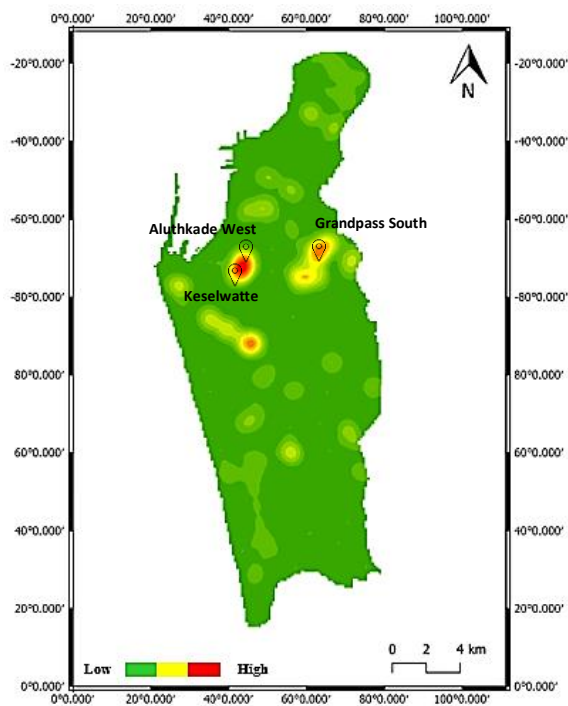 0°0.000' 20°0.000' 40°0.000' 60°0.000' 80°0.000' 100°0.000'
-20°0.000' -20°0.000'
N
-40°0.000' -40°0.000'
-60°0.000' -60°0.000'
Aluthkade West Grandpass South
-80°0.000' -80°0.000'
Keselwatte
80°0.000' 80°0.000'
60°0.000' 60°0.000'
40°0.000' 40°0.000'
20°0.000' 20°0.000'
0 2 4 km
Low High
0°0.000' 0°0.000'
0°0.000' 20°0.000' 40°0.000' 60°0.000' 80°0.000' 100°0.000'